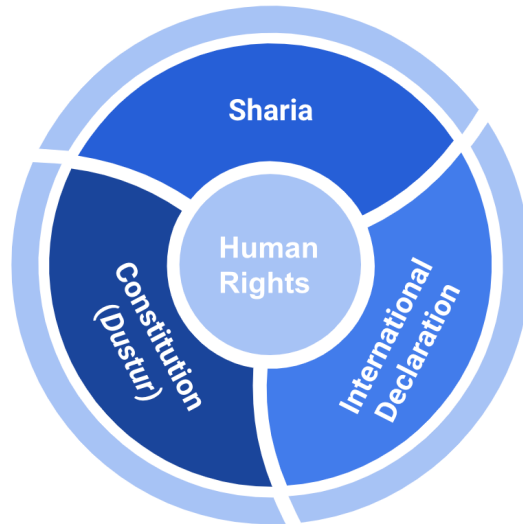 Sharia
Human
Rights
International
Declaration
Constitution
(Dustur)